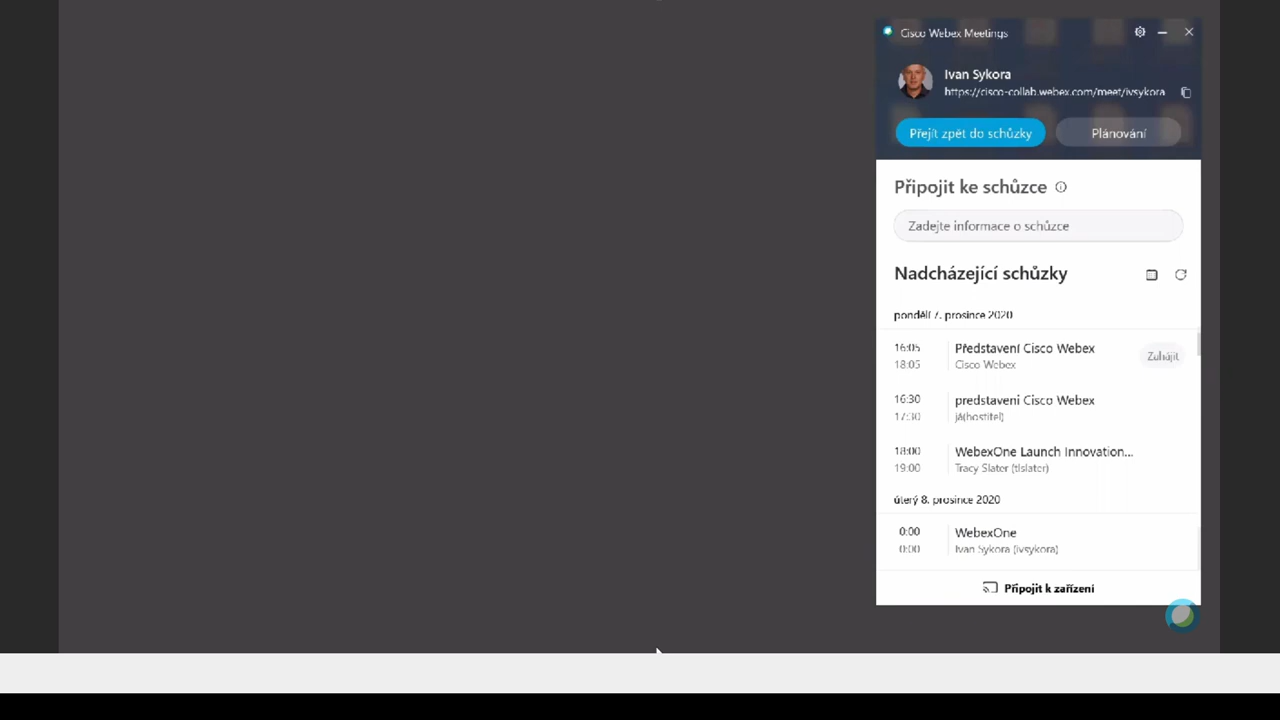 Cisco Webex Meetings
Ivan Sykora
https://cisco-collab.webex.com/meet/ivsykora
Přejít zpět do schůzky
Plánování
Připojit ke schůzce
Zadejte informace o schůzce
Nadcházející schůzky
pondělí 7. prosince 2020
16:05 Představení Cisco Webex
18:05 Cisco Webex
Zahájit
16:30 predstaveni Cisco Webex
17:30 já(hostitel)
18:00 WebexOne Launch Innovation...
19:00 Tracy Slater (tlslater)
úterý 8. prosince 2020
0:00 WebexOne
0:00 Ivan Sykora (ivsykora)
Připojit k zařízení